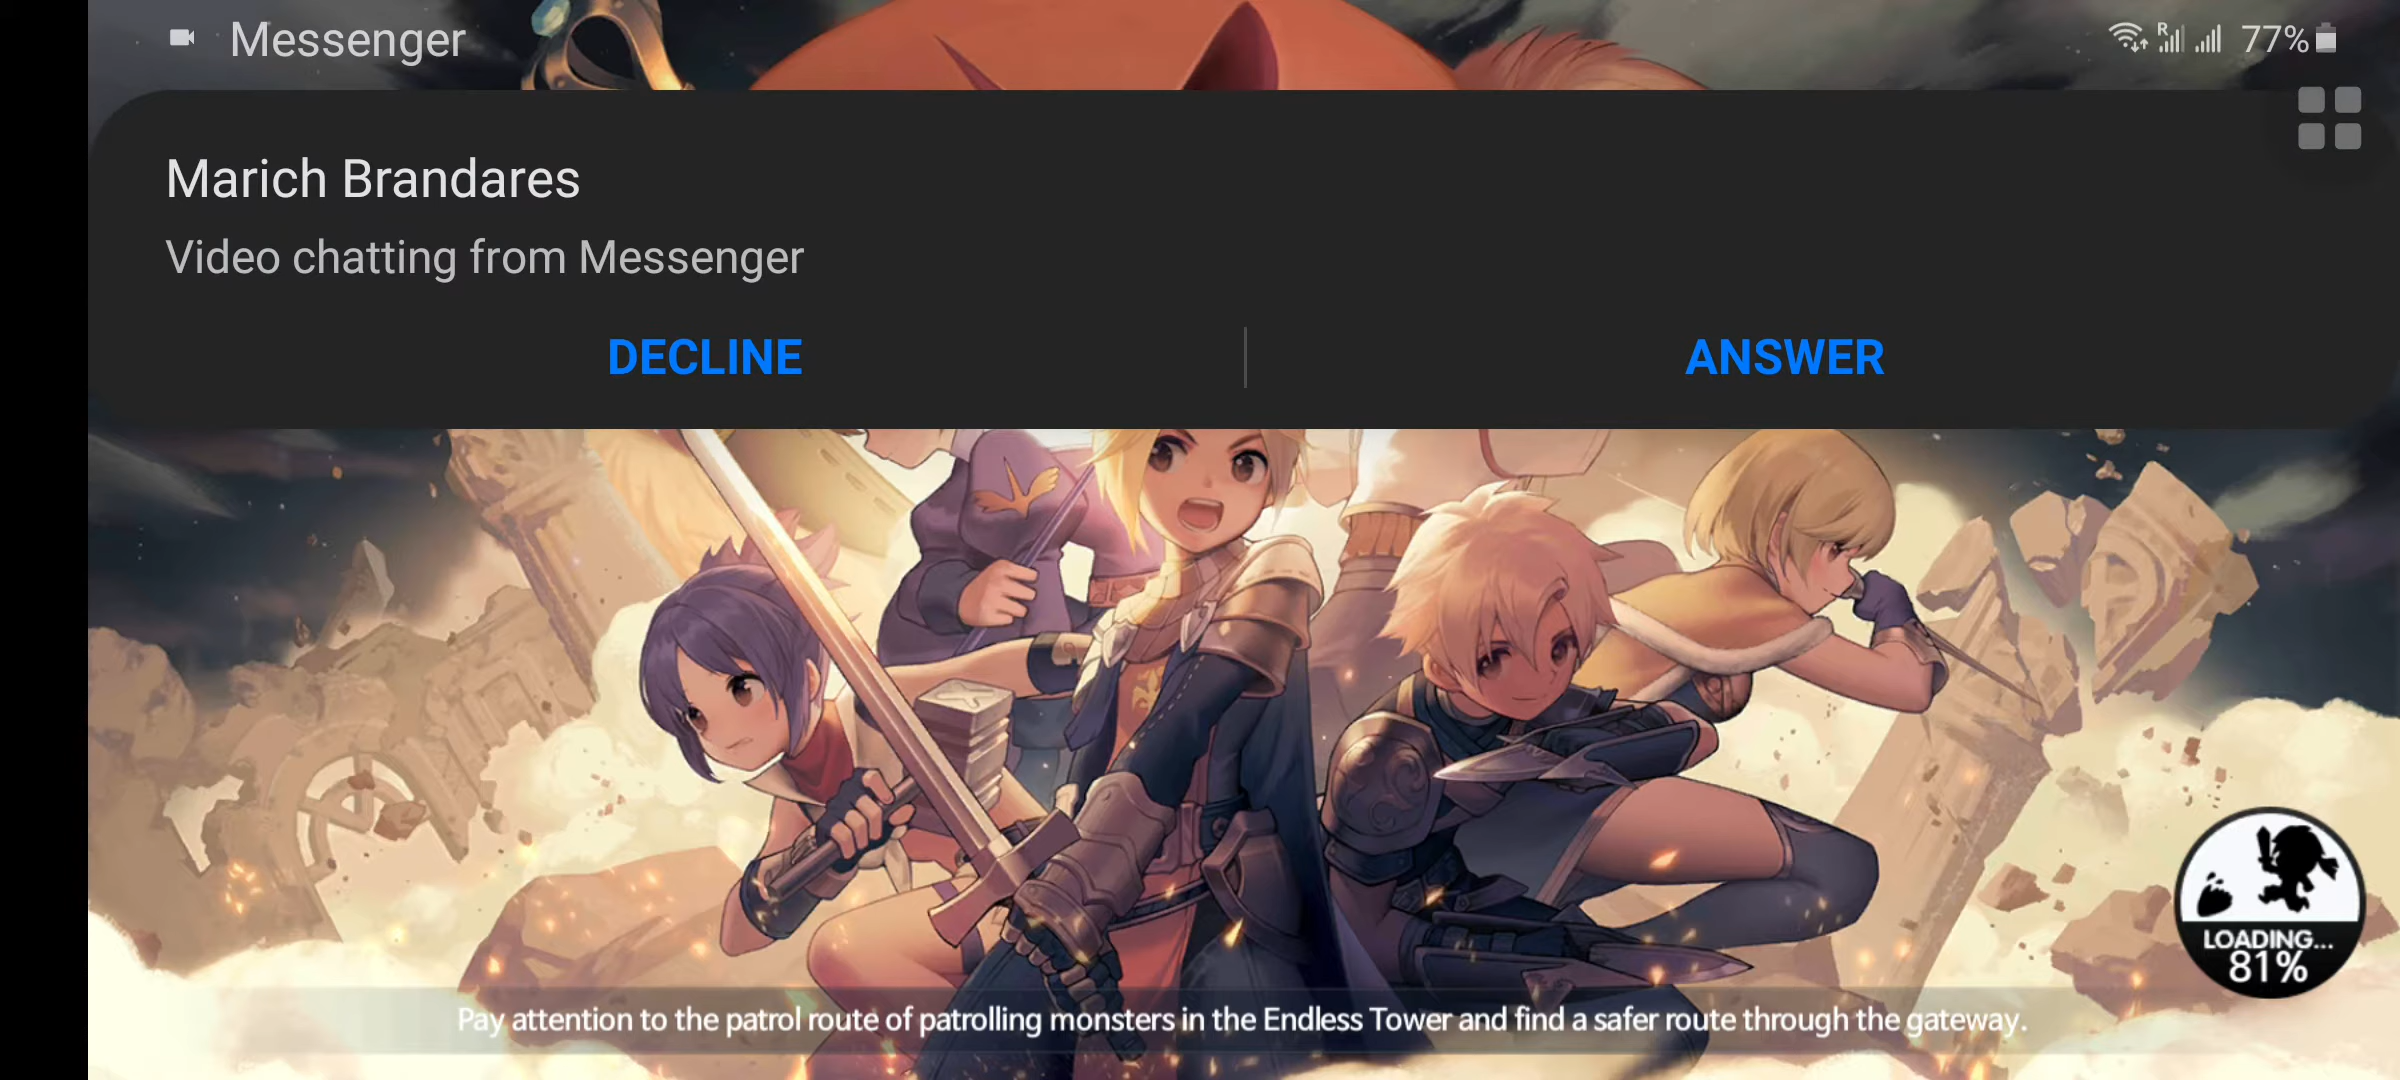 Messenger
R 77%
Marich Brandares
Video chatting from Messenger
DECLINE
ANSWER
LOADING...
81%
Pay attention to the patrol route of patrolling monsters in the Endless Tower and find a safer route through the gateway.